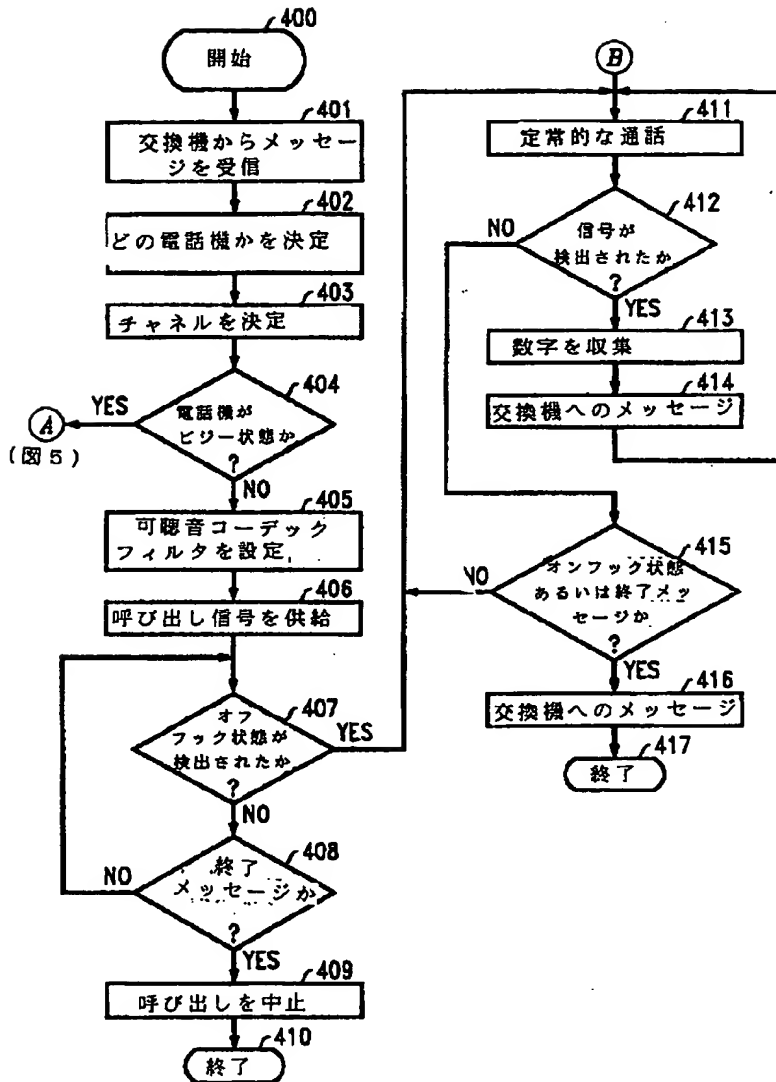 400
開始
401
交換機からメッセー
ジを受信
402
どの電話機かを決定
403
チャネルを決定
404
電話機が
ビジー状態か
?
YES
A
(図5)
NO
405
可聴音コーデック
フィルタを設定
406
呼び出し信号を供給
407
オフ
フック状態が
検出されたか
?
YES
NO
408
終了
メッセージか
?
NO
YES
409
呼び出しを中止
410
終了
B
411
定常的な通話
412
信号が
検出されたか
?
NO
YES
413
数字を収集
414
交換機へのメッセージ
415
オンフック状態
あるいは終了メッ
セージか
?
NO
YES
416
交換機へのメッセージ
417
終了